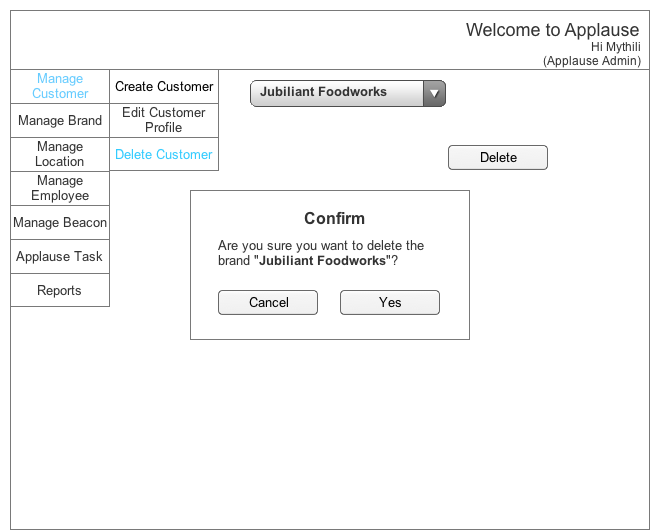 Welcome to Applause
Hi Mythili
(Applause Admin)
Manage
Customer
Manage Brand
Manage
Location
Manage
Employee
Manage Beacon
Applause Task
Reports
Create Customer
Edit Customer
Profile
Delete Customer
Jubiliant Foodworks
Delete
Confirm
Are you sure you want to delete the
brand "Jubiliant Foodworks"?
Cancel
Yes